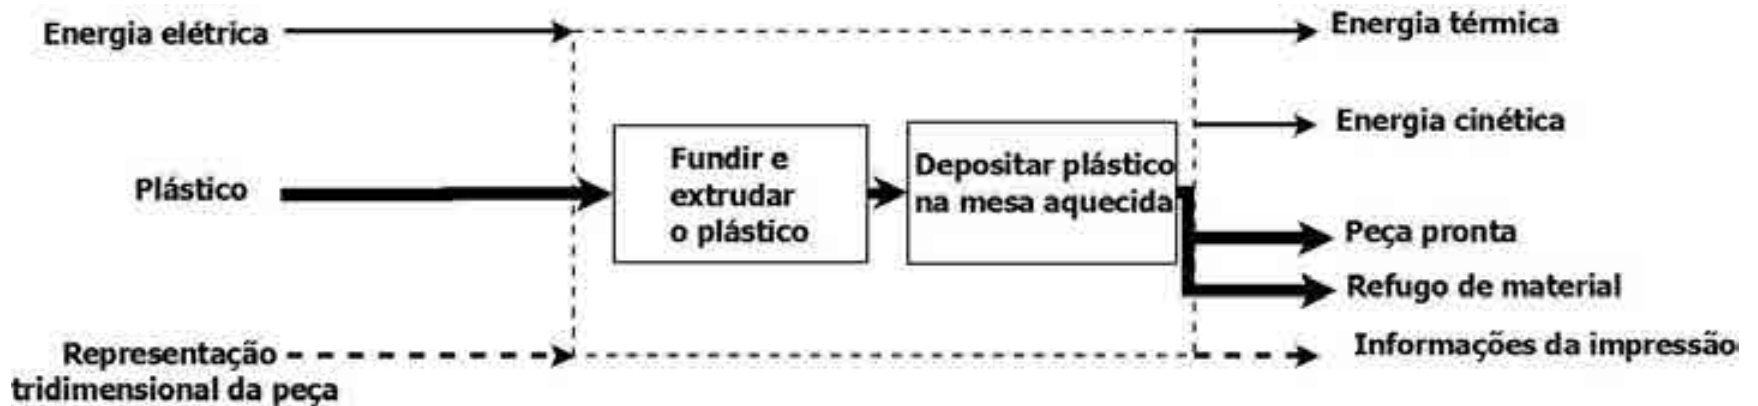 Energia elétrica
Energia térmica
Energia cinética
Plástico
Fundir e
extrudar
o plástico
Depositar plástico
na mesa aquecida
Peça pronta
Refugo de material
Representação
tridimensional da peça
Informações da impressão